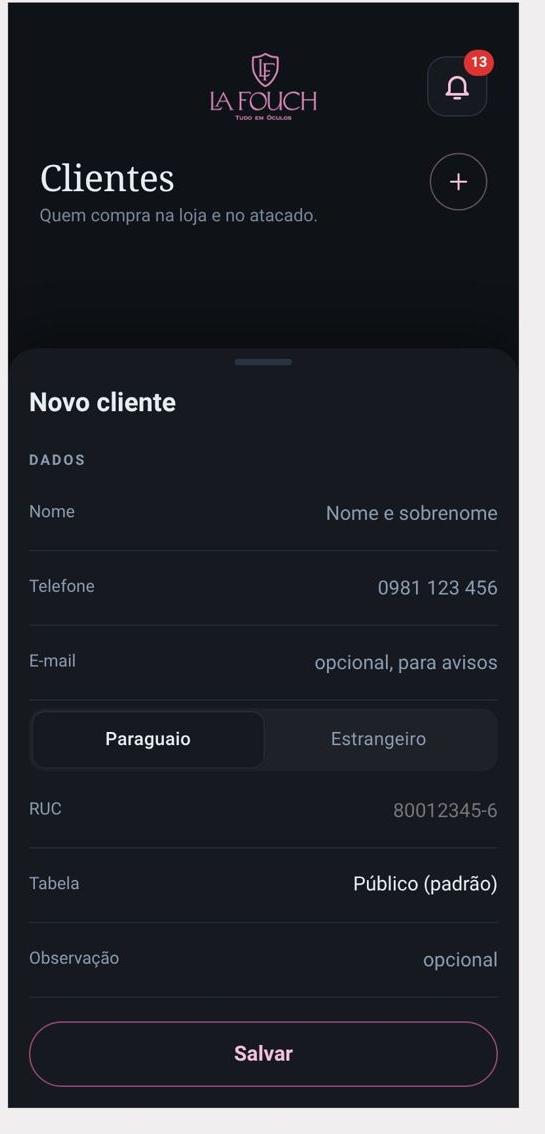 LF
LA FOUCH
TUDO EM ÓCULOS
13
Clientes
Quem compra na loja e no atacado.
Novo cliente
DADOS
Nome Nome e sobrenome
Telefone 0981 123 456
E-mail opcional, para avisos
Paraguaio Estrangeiro
RUC 80012345-6
Tabela Público (padrão)
Observação opcional
Salvar